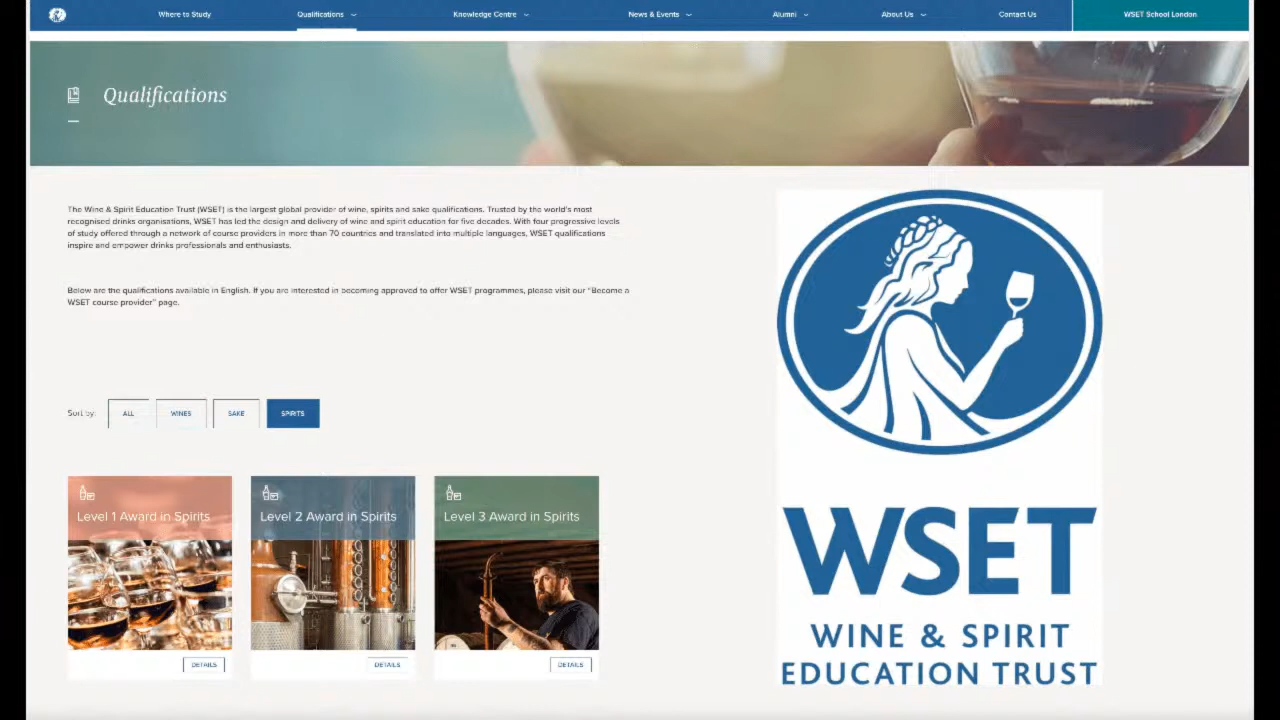 Where to Study
Qualifications
Knowledge Centre
News & Events
Alumni
About Us
Contact Us
WSET School London
Qualifications
The Wine & Spirit Education Trust (WSET) is the largest global provider of wine, spirits and sake qualifications. Trusted by the world's most
recognised drinks organisations, WSET has led the design and delivery of wine and spirit education for five decades. With four progressive levels
of study offered through a network of course providers in more than 70 countries and translated into multiple languages, WSET qualifications
inspire and empower drinks professionals and enthusiasts.
Below are the qualifications available in English. If you are interested in becoming approved to offer WSET programmes, please visit our "Become a
WSET course provider" page.
Sort by:
ALL
WINES
SAKE
SPIRITS
Level 1 Award in Spirits
Level 2 Award in Spirits
Level 3 Award in Spirits
DETAILS
DETAILS
DETAILS
WSET
WINE & SPIRIT
EDUCATION TRUST